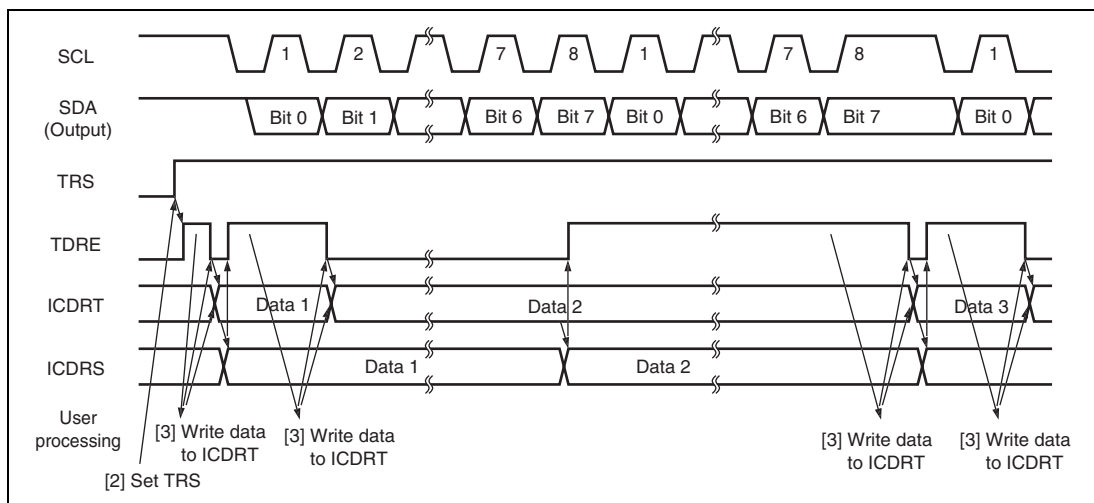 SCL 1 2 7 8 1 7 8 1
SDA
(Output) Bit 0 Bit 1 Bit 6 Bit 7 Bit 0 Bit 6 Bit 7 Bit 0
TRS
TDRE
ICDRT Data 1 Data 2 Data 3
ICDRS Data 1 Data 2
User
processing
[3] Write data
to ICDRT
[3] Write data
to ICDRT
[3] Write data
to ICDRT
[3] Write data
to ICDRT
[2] Set TRS